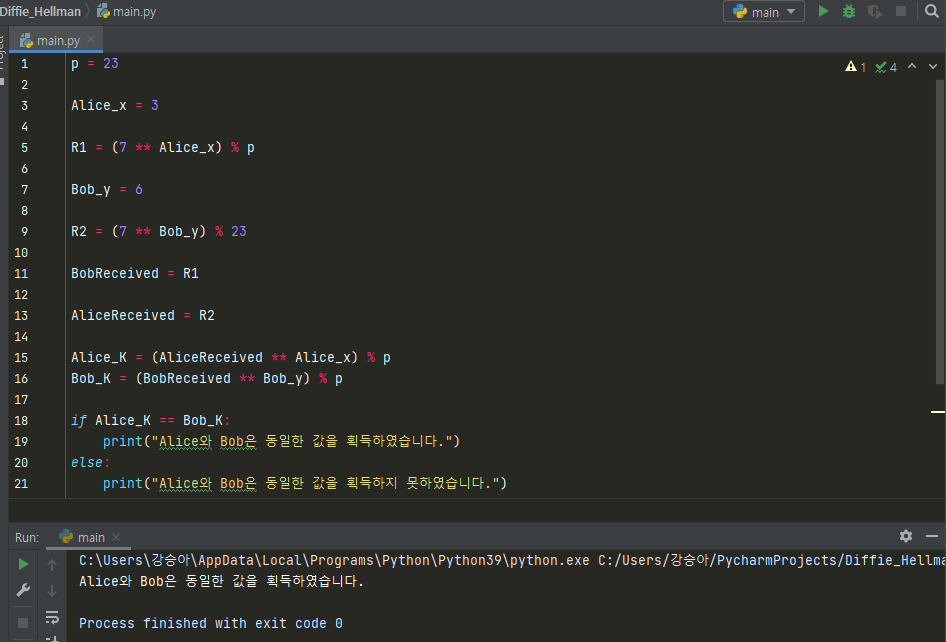 Diffie_Hellman main.py main
main.py
1 p = 23 1 4
2
3 Alice_x = 3
4
5 R1 = (7 ** Alice_x) % p
6
7 Bob_y = 6
8
9 R2 = (7 ** Bob_y) % 23
10
11 BobReceived = R1
12
13 AliceReceived = R2
14
15 Alice_K = (AliceReceived ** Alice_x) % p
16 Bob_K = (BobReceived ** Bob_y) % p
17
18 if Alice_K == Bob_K:
19 print("Alice와 Bob은 동일한 값을 획득하였습니다.")
20 else:
21 print("Alice와 Bob은 동일한 값을 획득하지 못하였습니다.")
Run: main
C:\Users\강승아\AppData\Local\Programs\Python\Python39\python.exe C:/Users/강승아/PycharmProjects/Diffie_Hellma
Alice와 Bob은 동일한 값을 획득하였습니다.
Process finished with exit code 0